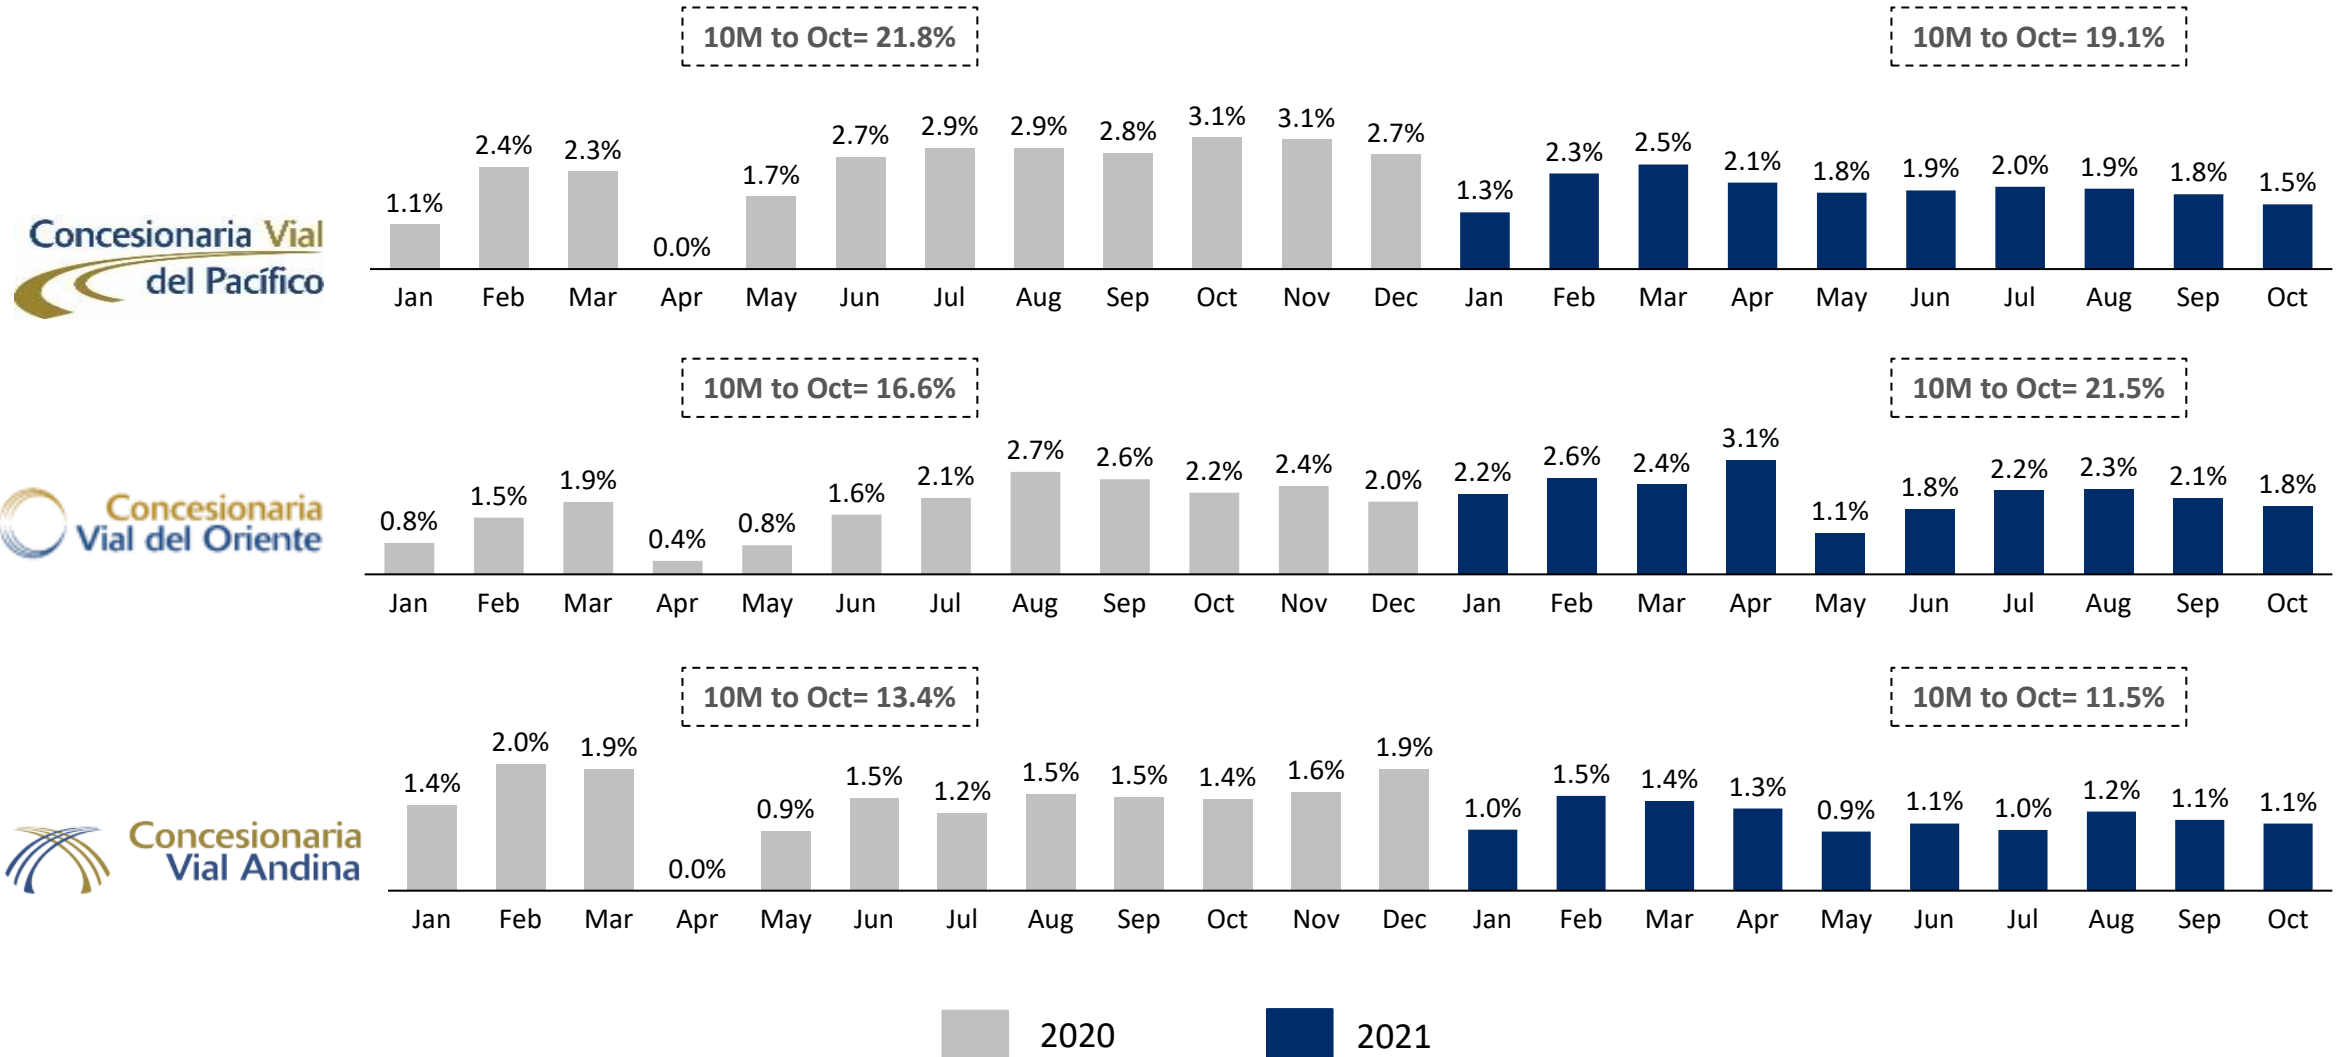 10M to Oct= 21.8%
10M to Oct= 19.1%
Concesionaria Vial
del Pacífico
1.1% 2.4% 2.3% 0.0% 1.7% 2.7% 2.9% 2.9% 2.8% 3.1% 3.1% 2.7% 1.3% 2.3% 2.5% 2.1% 1.8% 1.9% 2.0% 1.9% 1.8% 1.5%
Jan Feb Mar Apr May Jun Jul Aug Sep Oct Nov Dec Jan Feb Mar Apr May Jun Jul Aug Sep Oct
10M to Oct= 16.6%
10M to Oct= 21.5%
Concesionaria
Vial del Oriente
0.8% 1.5% 1.9% 0.4% 0.8% 1.6% 2.1% 2.7% 2.6% 2.2% 2.4% 2.0% 2.2% 2.6% 2.4% 3.1% 1.1% 1.8% 2.2% 2.3% 2.1% 1.8%
Jan Feb Mar Apr May Jun Jul Aug Sep Oct Nov Dec Jan Feb Mar Apr May Jun Jul Aug Sep Oct
10M to Oct= 13.4%
10M to Oct= 11.5%
Concesionaria
Vial Andina
1.4% 2.0% 1.9% 0.0% 0.9% 1.5% 1.2% 1.5% 1.5% 1.4% 1.6% 1.9% 1.0% 1.5% 1.4% 1.3% 0.9% 1.1% 1.0% 1.2% 1.1% 1.1%
Jan Feb Mar Apr May Jun Jul Aug Sep Oct Nov Dec Jan Feb Mar Apr May Jun Jul Aug Sep Oct
2020
2021